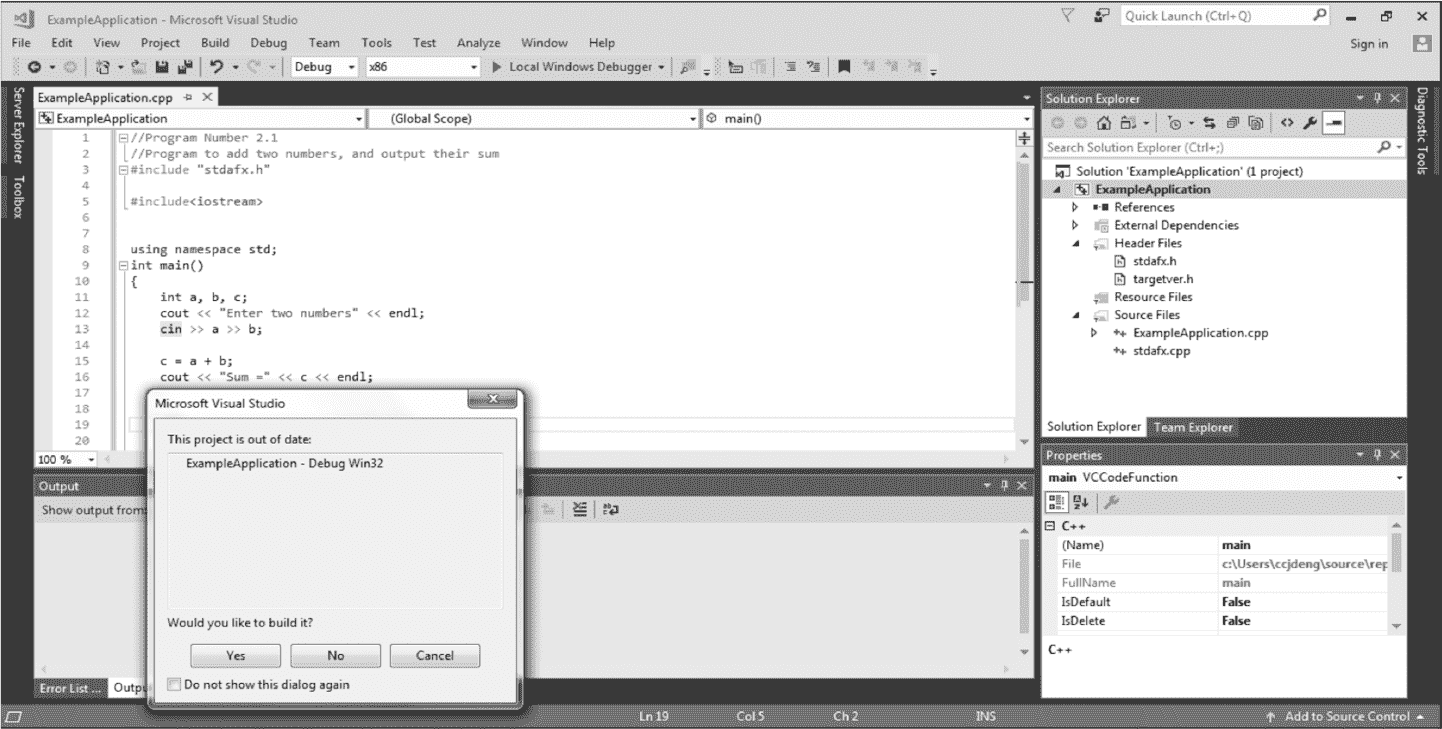 ExampleApplication - Microsoft Visual Studio
Quick Launch (Ctrl+Q)
File Edit View Project Build Debug Team Tools Test Analyze Window Help
Sign in
Debug x86 Local Windows Debugger
Server Explorer
Toolbox
ExampleApplication.cpp
ExampleApplication (Global Scope) main()
1 //Program Number 2.1
2 //Program to add two numbers, and output their sum
3 #include "stdafx.h"
4
5 #include<iostream>
6
7
8 using namespace std;
9 int main()
10 {
11 int a, b, c;
12 cout << "Enter two numbers" << endl;
13 cin >> a >> b;
14
15 c = a + b;
16 cout << "Sum =" << c << endl;
17
18
19
20
100 %
Output
Show output from:
Error List ... Outpu
Microsoft Visual Studio
This project is out of date:
ExampleApplication - Debug Win32
Would you like to build it?
Yes No Cancel
Do not show this dialog again
Solution Explorer
Search Solution Explorer (Ctrl+;)
Solution 'ExampleApplication' (1 project)
ExampleApplication
References
External Dependencies
Header Files
stdafx.h
targetver.h
Resource Files
Source Files
ExampleApplication.cpp
stdafx.cpp
Solution Explorer Team Explorer
Properties
main VCCodeFunction
C++
(Name) main
File c:\Users\ccjdeng\source\rep
FullName main
IsDefault False
IsDelete False
C++
Diagnostic Tools
Ln 19 Col 5 Ch 2 INS Add to Source Control